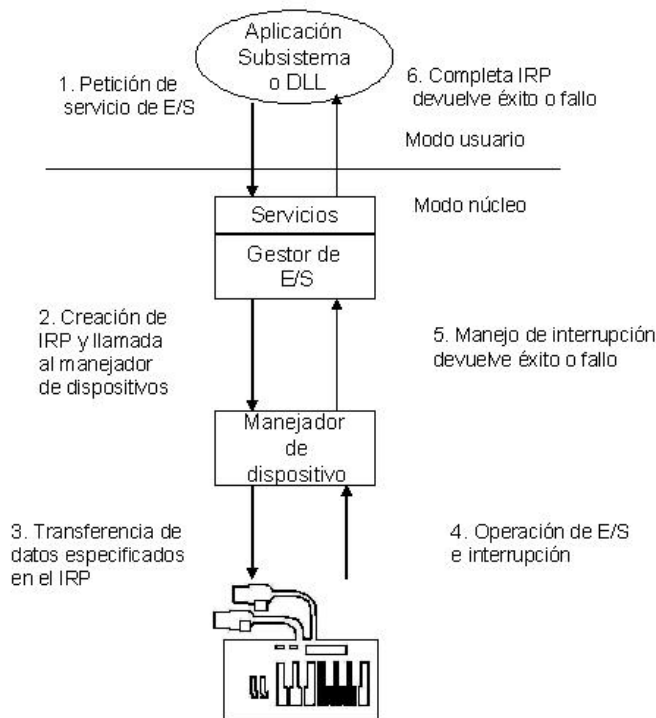 Aplicación
Subsistema
o DLL
1. Petición de
servicio de E/S
6. Completa IRP
devuelve éxito o fallo
Modo usuario
Modo núcleo
Servicios
Gestor de
E/S
2. Creación de
IRP y llamada
al manejador
de dispositivos
5. Manejo de interrupción
devuelve éxito o fallo
Manejador
de
dispositivo
3. Transferencia de
datos especificados
en el IRP
4. Operación de E/S
e interrupción